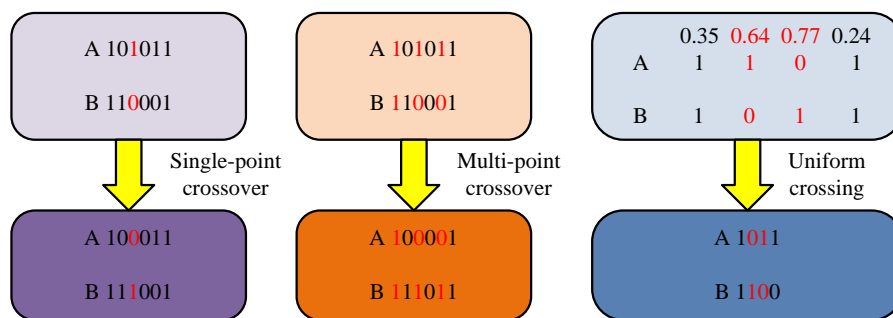 A 101011
B 110001
Single-point
crossover
A 100011
B 111001
A 101011
B 110001
Multi-point
crossover
A 100001
B 111011
0.35 0.64 0.77 0.24
A 1 1 0 1
B 1 0 1 1
Uniform
crossing
A 1011
B 1100